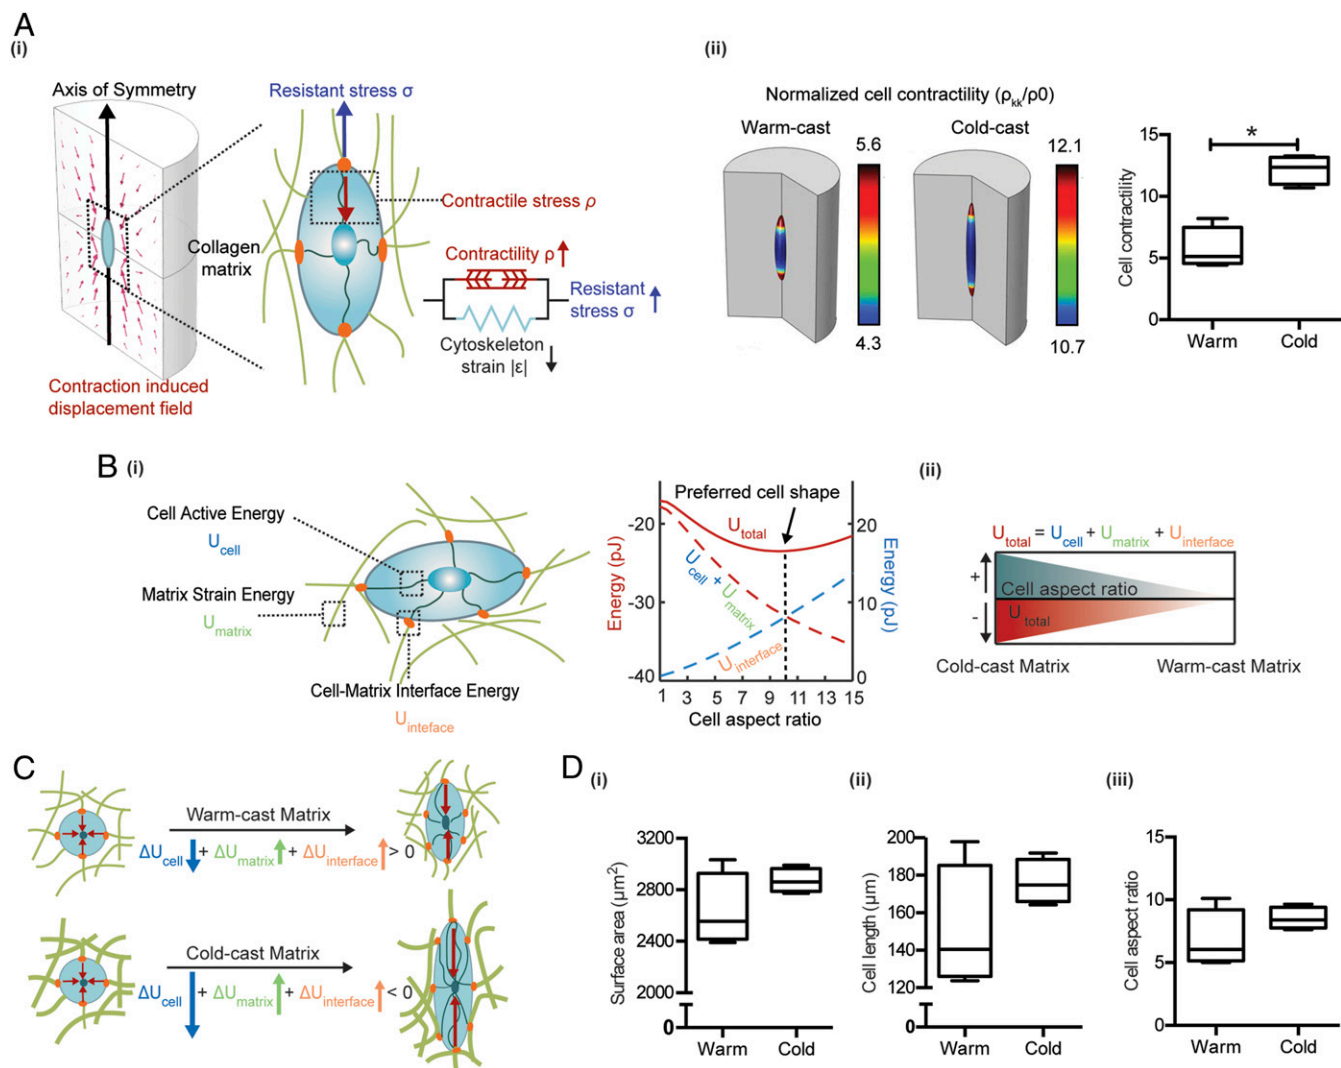 A
(i)
Axis of Symmetry
Resistant stress σ
Contractile stress ρ
Collagen
matrix
Contractility ρ
Resistant
stress σ
Cytoskeleton
strain |ε|
Contraction induced
displacement field
(ii)
Normalized cell contractility (ρkk/ρ0)
Warm-cast
Cold-cast
5.6
12.1
4.3
10.7
Cell contractility
15
10
5
0
*
Warm
Cold
B
(i)
Cell Active Energy
Ucell
Matrix Strain Energy
Umatrix
Cell-Matrix Interface Energy
Uinteface
Preferred cell shape
Utotal
Ucell + Umatrix
Uinterface
Energy (pJ)
-20
-30
-40
Energy (pJ)
20
10
0
1 3 5 7 9 11 13 15
Cell aspect ratio
(ii)
Utotal = Ucell + Umatrix + Uinterface
+
Cell aspect ratio
-
Utotal
Cold-cast Matrix
Warm-cast Matrix
C
Warm-cast Matrix
ΔUcell + ΔUmatrix + ΔUinterface > 0
Cold-cast Matrix
ΔUcell + ΔUmatrix + ΔUinterface < 0
D
(i)
Surface area (µm2)
3200
2800
2400
2000
0
Warm
Cold
(ii)
Cell length (µm)
200
180
160
140
120
0
Warm
Cold
(iii)
Cell aspect ratio
15
10
5
0
Warm
Cold